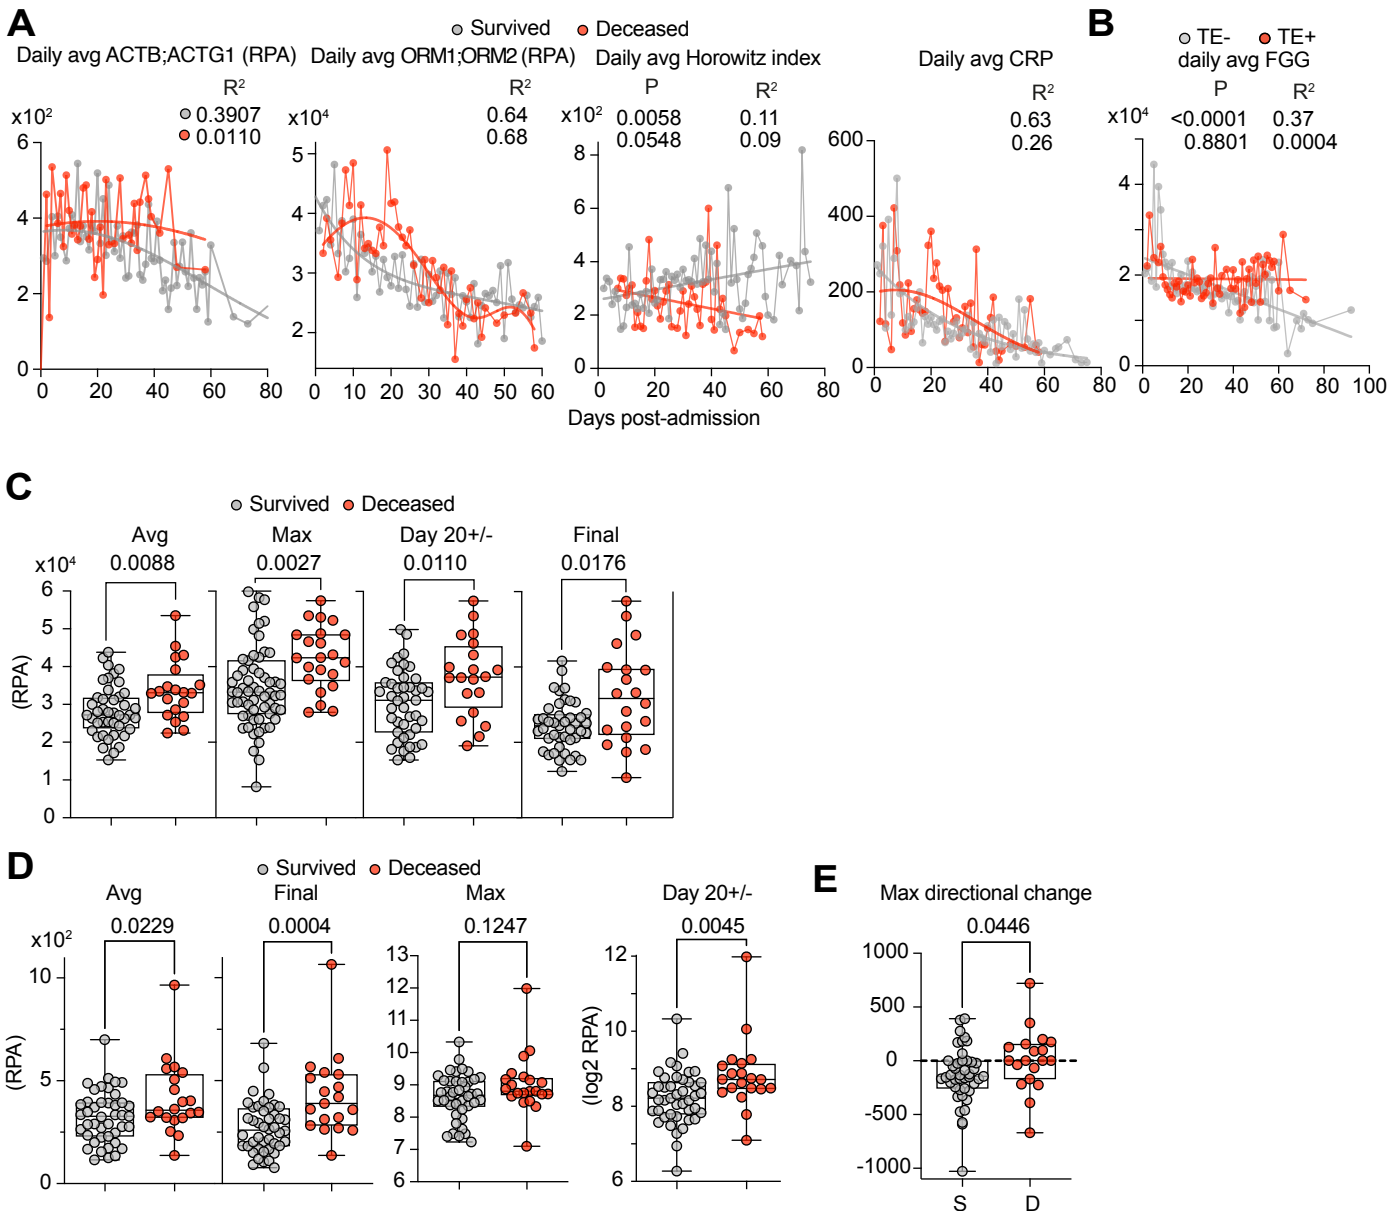 A
Survived Deceased
B
TE- TE+
Daily avg ACTB;ACTG1 (RPA)
Daily avg ORM1;ORM2 (RPA)
Daily avg Horowitz index
Daily avg CRP
daily avg FGG
R²
0.3907
0.0110
x10²
6
4
2
0
0 20 40 60 80
R²
0.64
0.68
x10⁴
5
4
3
2
0 10 20 30 40 50 60
P R²
x10² 0.0058 0.11
0.0548 0.09
8
6
4
2
0
0 20 40 60 80
R²
0.63
0.26
600
400
200
0
0 20 40 60 80
P R²
x10⁴ <0.0001 0.37
0.8801 0.0004
4
2
0
0 20 40 60 80 100
Days post-admission
C
Survived Deceased
Avg Max Day 20+/- Final
x10⁴ 0.0088 0.0027 0.0110 0.0176
6
5
4
3
2
1
0
(RPA)
D
Survived Deceased
Avg Final Max Day 20+/-
0.0229 0.0004 0.1247 0.0045
x10²
10
5
0
(RPA)
13
12
11
10
9
8
7
6
12
10
8
6
(log2 RPA)
E
Max directional change
0.0446
1000
500
0
-500
-1000
S D